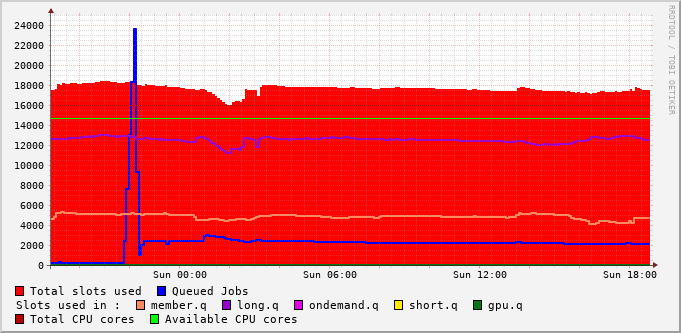 RRDTOOL / TOBI OETIKER
24000
22000
20000
18000
16000
14000
12000
10000
8000
6000
4000
2000
0
Sun 00:00 Sun 06:00 Sun 12:00 Sun 18:00
Total slots used Queued Jobs
Slots used in : member.q long.q ondemand.q short.q gpu.q
Total CPU cores Available CPU cores